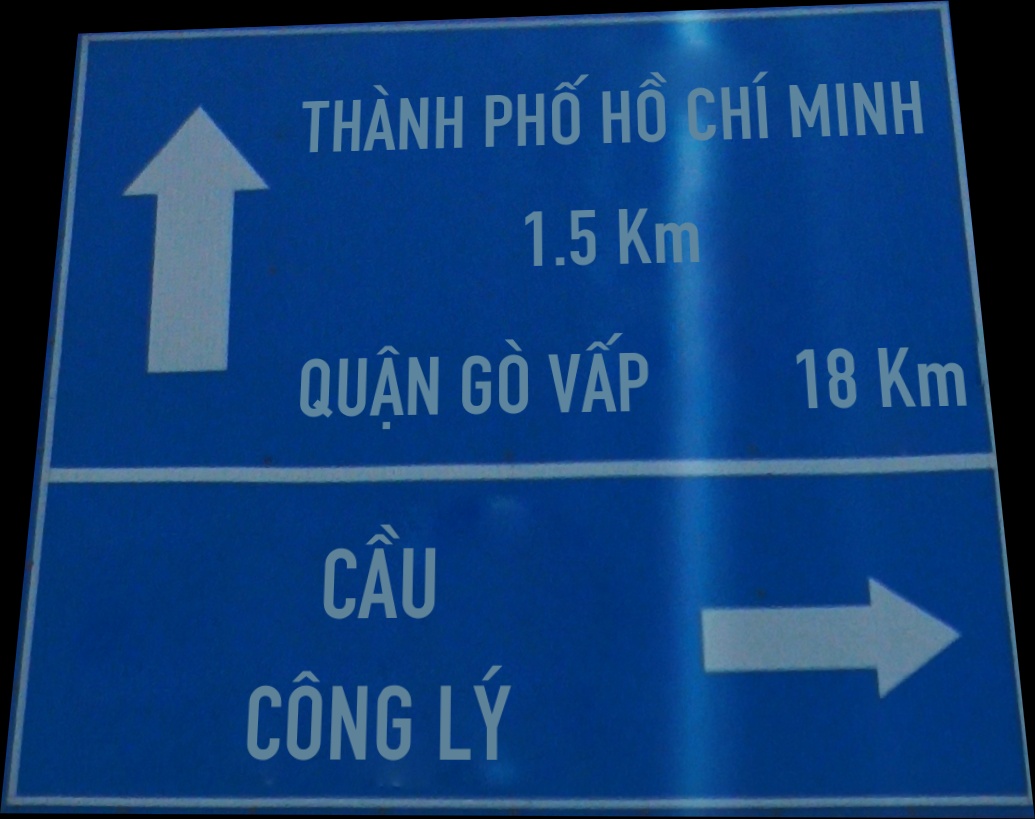 THÀNH PHỐ HỒ CHÍ MINH
1.5 Km
QUẬN GÒ VẤP 18 Km
CẦU
CÔNG LÝ